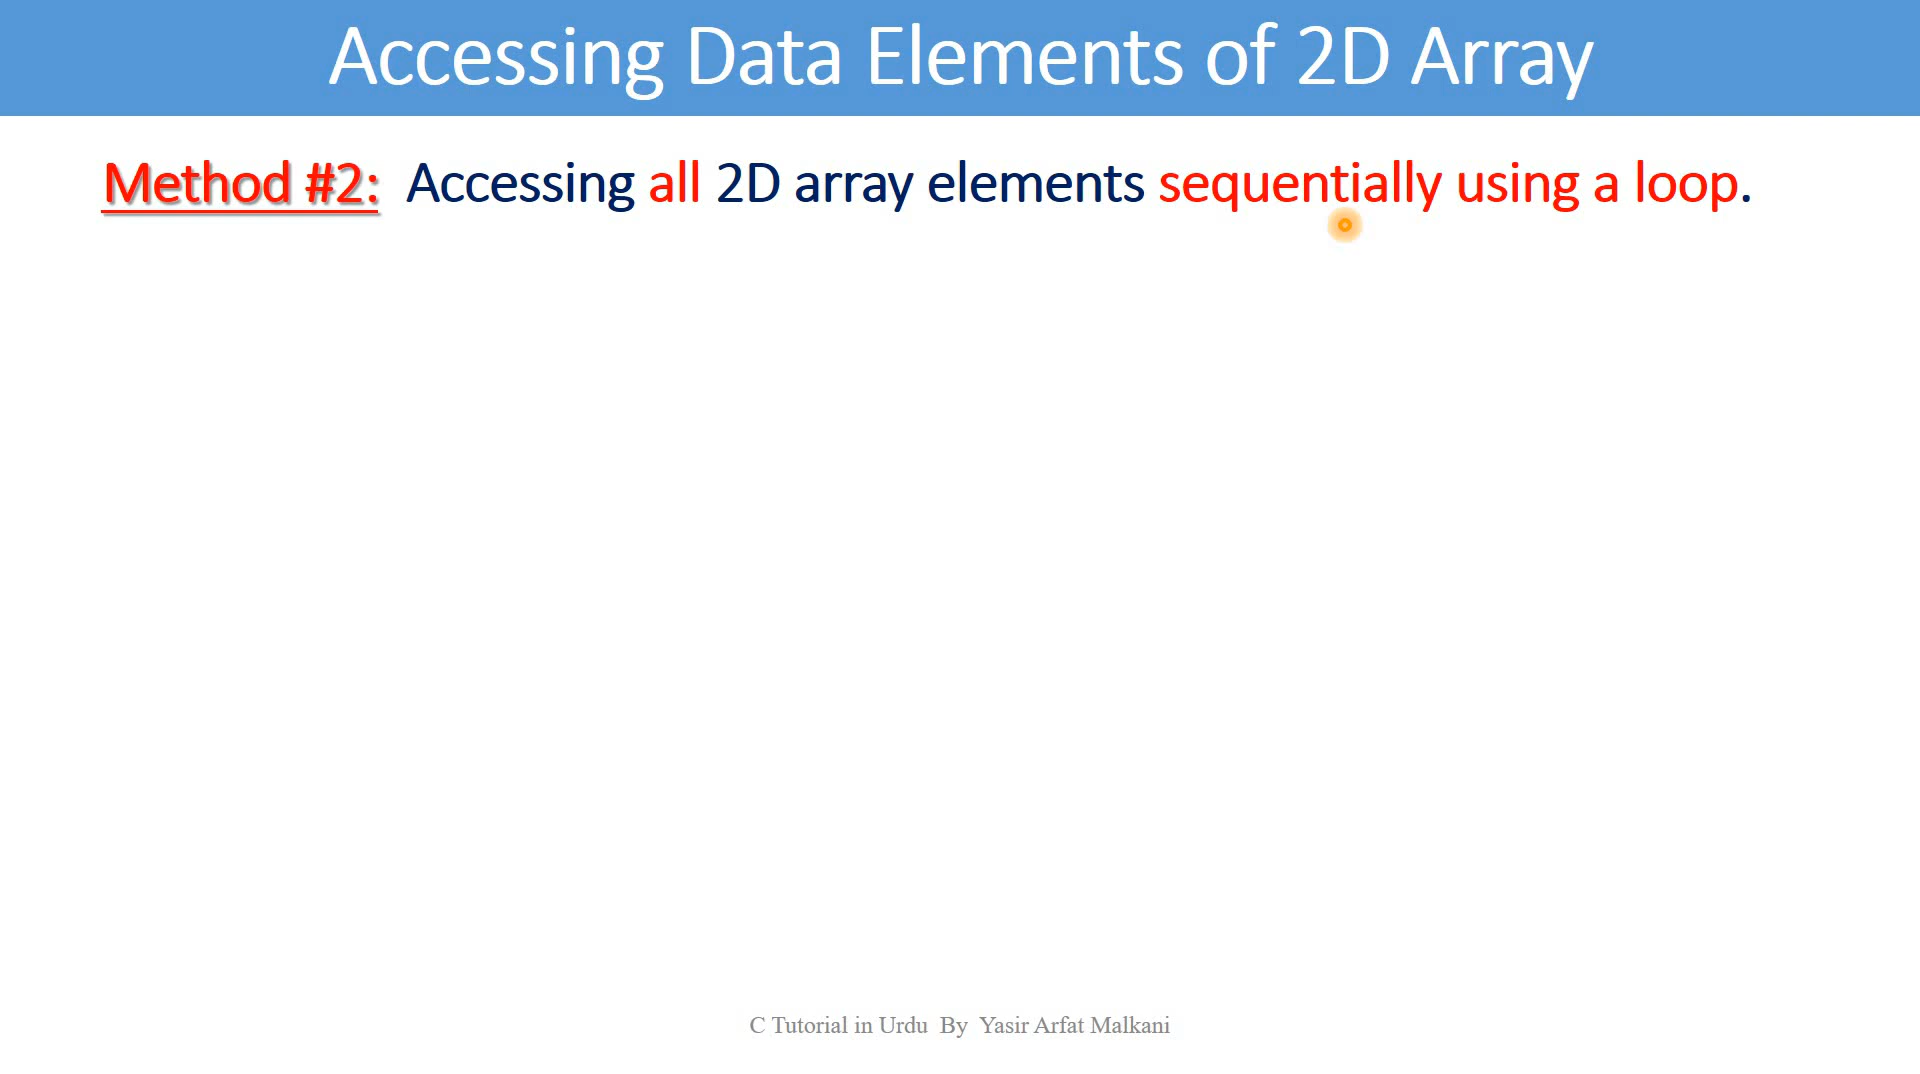 Accessing Data Elements of 2D Array
Method #2: Accessing all 2D array elements sequentially using a loop.
C Tutorial in Urdu By Yasir Arfat Malkani